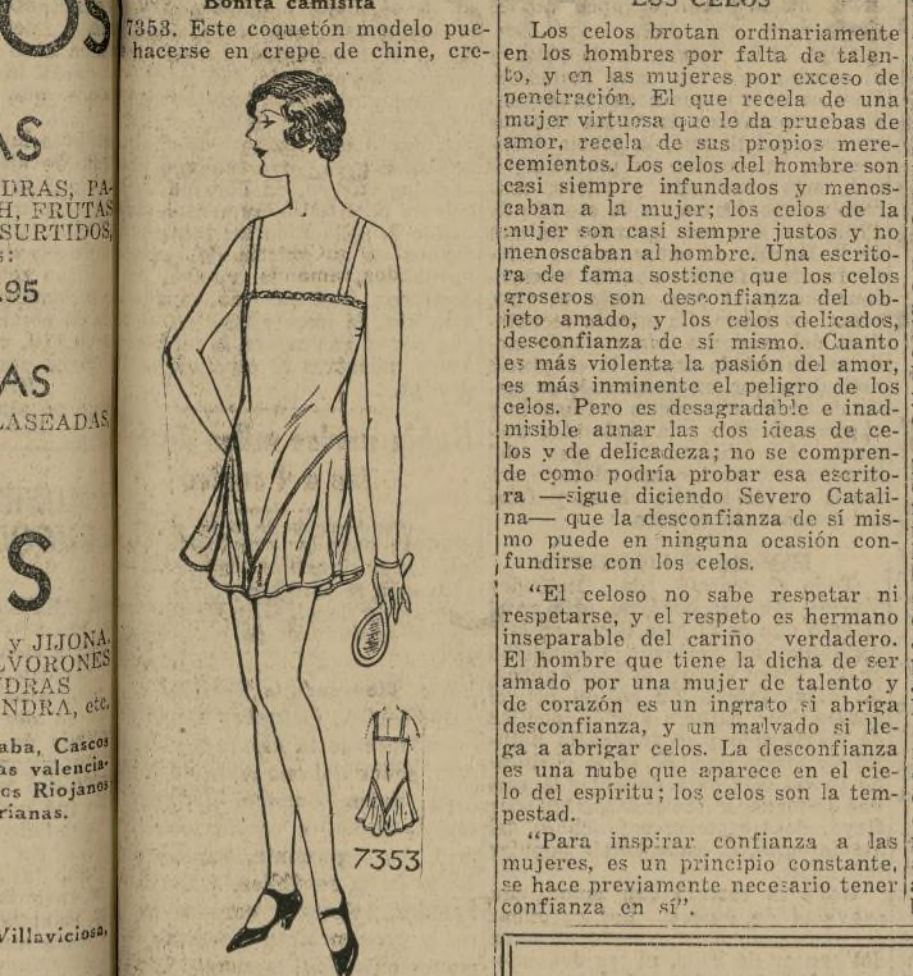 AS
DRAS, PA-
H, FRUTAS
SURTIDOS,
s:
.95
AS
LASEADAS,
S
y JIJONA,
LVORONES
NDRA, etc.
aba, Cascos
as valencia-
os Riojanos
rianas.
Villaviciosa,
Bonita camisita
7353. Este coquetón modelo pue-
hacerse en crepe de chine, cre-
7353
LOS CELOS
Los celos brotan ordinariamente
en los hombres por falta de talen-
to, y en las mujeres por exceso de
penetración. El que recela de una
mujer virtuosa que le da pruebas de
amor, recela de sus propios mere-
cemientos. Los celos del hombre son
casi siempre infundados y menos-
caban a la mujer; los celos de la
mujer son casi siempre justos y no
menoscaban al hombre. Una escrito-
ra de fama sostiene que los celos
groseros son desconfianza del ob-
jeto amado, y los celos delicados,
desconfianza de sí mismo. Cuanto
es más violenta la pasión del amor,
es más inminente el peligro de los
celos. Pero es desagradable e inad-
misible aunar las dos ideas de ce-
los y de delicadeza; no se compren-
de como podría probar esa escrito-
ra —sigue diciendo Severo Catali-
na— que la desconfianza de sí mis-
mo puede en ninguna ocasión con-
fundirse con los celos.
"El celoso no sabe respetar ni
respetarse, y el respeto es hermano
inseparable del cariño verdadero.
El hombre que tiene la dicha de ser
amado por una mujer de talento y
de corazón es un ingrato si abriga
desconfianza, y un malvado si lle-
ga a abrigar celos. La desconfianza
es una nube que aparece en el cie-
lo del espíritu; los celos son la tem-
pestad.
"Para inspirar confianza a las
mujeres, es un principio constante,
se hace previamente necesario tener
confianza en sí".